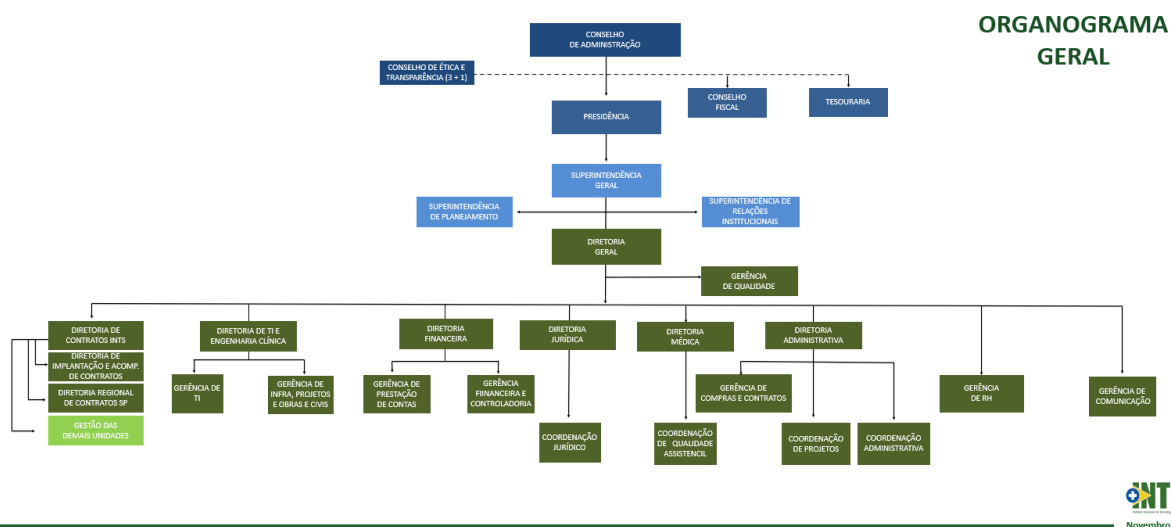 ORGANOGRAMA
GERAL
CONSELHO
DE ADMINISTRAÇÃO
CONSELHO DE ÉTICA E
TRANSPARÊNCIA (3 + 1)
CONSELHO
FISCAL
TESOURARIA
PRESIDÊNCIA
SUPERINTENDÊNCIA
GERAL
SUPERINTENDÊNCIA
DE PLANEJAMENTO
SUPERINTENDÊNCIA DE
RELAÇÕES
INSTITUCIONAIS
DIRETORIA
GERAL
GERÊNCIA
DE QUALIDADE
DIRETORIA DE
CONTRATOS INTS
DIRETORIA DE TI E
ENGENHARIA CLÍNICA
DIRETORIA
FINANCEIRA
DIRETORIA
JURÍDICA
DIRETORIA
MÉDICA
DIRETORIA
ADMINISTRATIVA
DIRETORIA DE
IMPLANTAÇÃO E ACOMP.
DE CONTRATOS
DIRETORIA REGIONAL
DE CONTRATOS SP
GESTÃO DAS
DEMAIS UNIDADES
GERÊNCIA DE
TI
GERÊNCIA DE
INFRA, PROJETOS
E OBRAS E CIVIS
GERÊNCIA DE
PRESTAÇÃO
DE CONTAS
GERÊNCIA
FIINANCEIRA E
CONTROLADORIA
GERÊNCIA DE
COMPRAS E CONTRATOS
GERÊNCIA
DE RH
GERÊNCIA DE
COMUNICAÇÃO
COORDENAÇÃO
JURÍDICO
COORDENAÇÃO
DE QUALIDADE
ASSISTENCIL
COORDENAÇÃO
DE PROJETOS
COORDENAÇÃO
ADMINISTRATIVA
INT
Novembro